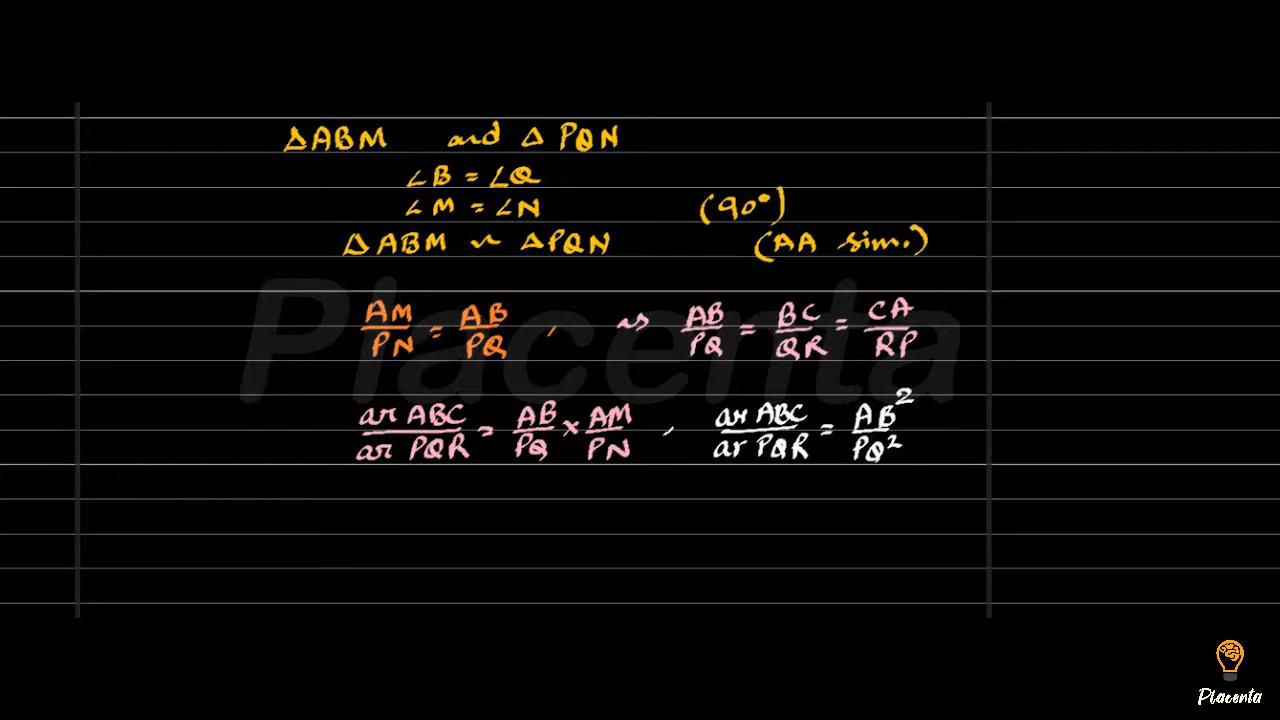 ΔABM and Δ PQN
∠B = ∠Q
∠M = ∠N (90°)
ΔABM ~ ΔPQN (AA sim.)
AM/PN = AB/PQ , as AB/PQ = BC/QR = CA/RP
ar ABC/ar PQR = AB/PQ × AM/PN , ar ABC/ar PQR = AB²/PQ²
Placenta
Placenta